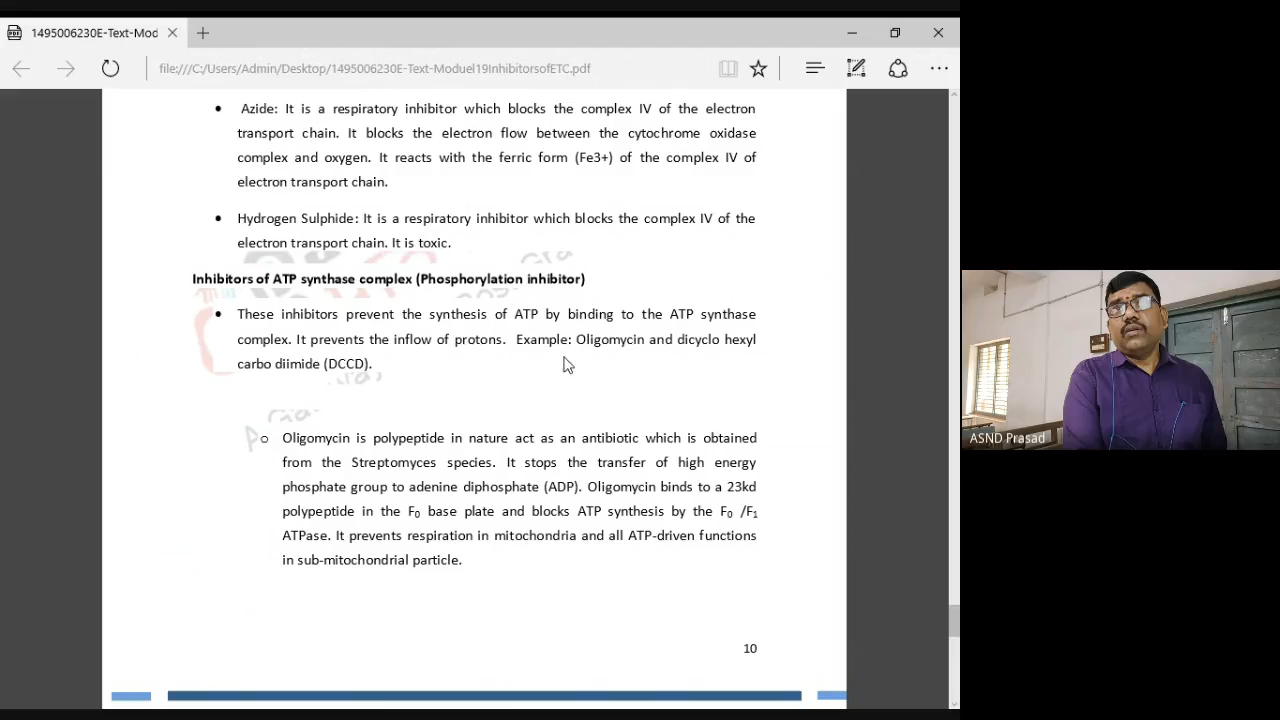 1495006230E-Text-Mod
file:///C:/Users/Admin/Desktop/1495006230E-Text-Moduel19InhibitorsofETC.pdf
• Azide: It is a respiratory inhibitor which blocks the complex IV of the electron
transport chain. It blocks the electron flow between the cytochrome oxidase
complex and oxygen. It reacts with the ferric form (Fe3+) of the complex IV of
electron transport chain.
• Hydrogen Sulphide: It is a respiratory inhibitor which blocks the complex IV of the
electron transport chain. It is toxic.
Inhibitors of ATP synthase complex (Phosphorylation inhibitor)
• These inhibitors prevent the synthesis of ATP by binding to the ATP synthase
complex. It prevents the inflow of protons. Example: Oligomycin and dicyclo hexyl
carbo diimide (DCCD).
o Oligomycin is polypeptide in nature act as an antibiotic which is obtained
from the Streptomyces species. It stops the transfer of high energy
phosphate group to adenine diphosphate (ADP). Oligomycin binds to a 23kd
polypeptide in the F0 base plate and blocks ATP synthesis by the F0 /F1
ATPase. It prevents respiration in mitochondria and all ATP-driven functions
in sub-mitochondrial particle.
10
ASND Prasad